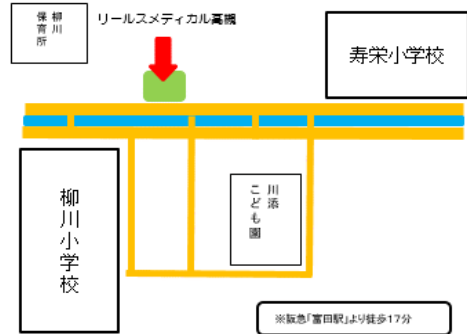 柳川
保育所
リールスメディカル高槻
寿栄小学校
柳川小学校
川添
こども園
※阪急｢富田駅｣より徒歩17分